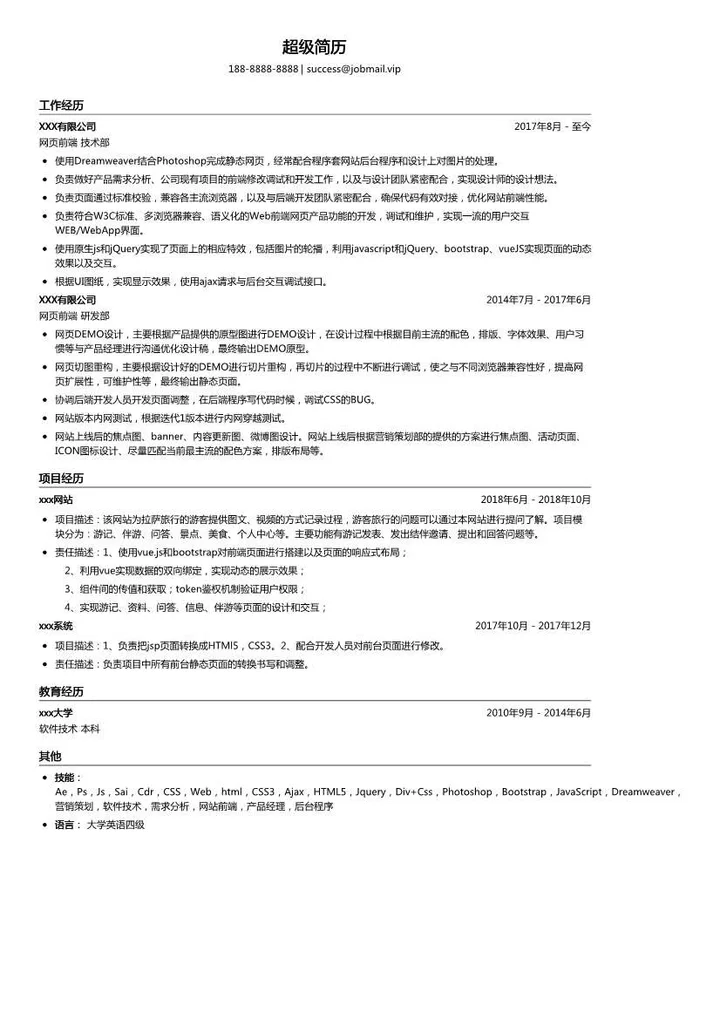 超级简历
188-8888-8888 | success@jobmail.vip
工作经历
XXX有限公司 2017年8月 - 至今
网页前端 技术部
• 使用Dreamweaver结合Photoshop完成静态网页，经常配合程序套网站后台程序和设计上对图片的处理。
• 负责做好产品需求分析、公司现有项目的前端修改调试和开发工作，以及与设计团队紧密配合，实现设计师的设计想法。
• 负责页面通过标准校验，兼容各主流浏览器，以及与后端开发团队紧密配合，确保代码有效对接，优化网站前端性能。
• 负责符合W3C标准、多浏览器兼容、语义化的Web前端网页产品功能的开发，调试和维护，实现一流的用户交互
WEB/WebApp界面。
• 使用原生js和jQuery实现了页面上的相应特效，包括图片的轮播，利用javascript和jQuery、bootstrap、vueJS实现页面的动态
效果以及交互。
• 根据UI图纸，实现显示效果，使用ajax请求与后台交互调试接口。
XXX有限公司 2014年7月 - 2017年6月
网页前端 研发部
• 网页DEMO设计，主要根据产品提供的原型图进行DEMO设计，在设计过程中根据目前主流的配色，排版、字体效果、用户习
惯等与产品经理进行沟通优化设计稿，最终输出DEMO原型。
• 网页切图重构，主要根据设计好的DEMO进行切片重构，再切片的过程中不断进行调试，使之与不同浏览器兼容性好，提高网
页扩展性，可维护性等，最终输出静态页面。
• 协调后端开发人员开发页面调整，在后端程序写代码时候，调试CSS的BUG。
• 网站版本内网测试，根据迭代1版本进行内网穿越测试。
• 网站上线后的焦点图、banner、内容更新图、微博图设计。网站上线后根据营销策划部的提供的方案进行焦点图、活动页面、
ICON图标设计、尽量匹配当前最主流的配色方案，排版布局等。
项目经历
xxx网站 2018年6月 - 2018年10月
• 项目描述：该网站为拉萨旅行的游客提供图文、视频的方式记录过程，游客旅行的问题可以通过本网站进行提问了解。项目模
块分为：游记、伴游、问答、景点、美食、个人中心等。主要功能有游记发表、发出结伴邀请、提出和回答问题等。
• 责任描述：1、使用vue.js和bootstrap对前端页面进行搭建以及页面的响应式布局；
2、利用vue实现数据的双向绑定，实现动态的展示效果；
3、组件间的传值和获取；token鉴权机制验证用户权限；
4、实现游记、资料、问答、信息、伴游等页面的设计和交互；
xxx系统 2017年10月 - 2017年12月
• 项目描述：1、负责把jsp页面转换成HTMl5，CSS3。2、配合开发人员对前台页面进行修改。
• 责任描述：负责项目中所有前台静态页面的转换书写和调整。
教育经历
xxx大学 2010年9月 - 2014年6月
软件技术 本科
其他
• 技能：
Ae，Ps，Js，Sai，Cdr，CSS，Web，html，CSS3，Ajax，HTML5，Jquery，Div+Css，Photoshop，Bootstrap，JavaScript，Dreamweaver，
营销策划，软件技术，需求分析，网站前端，产品经理，后台程序
• 语言： 大学英语四级